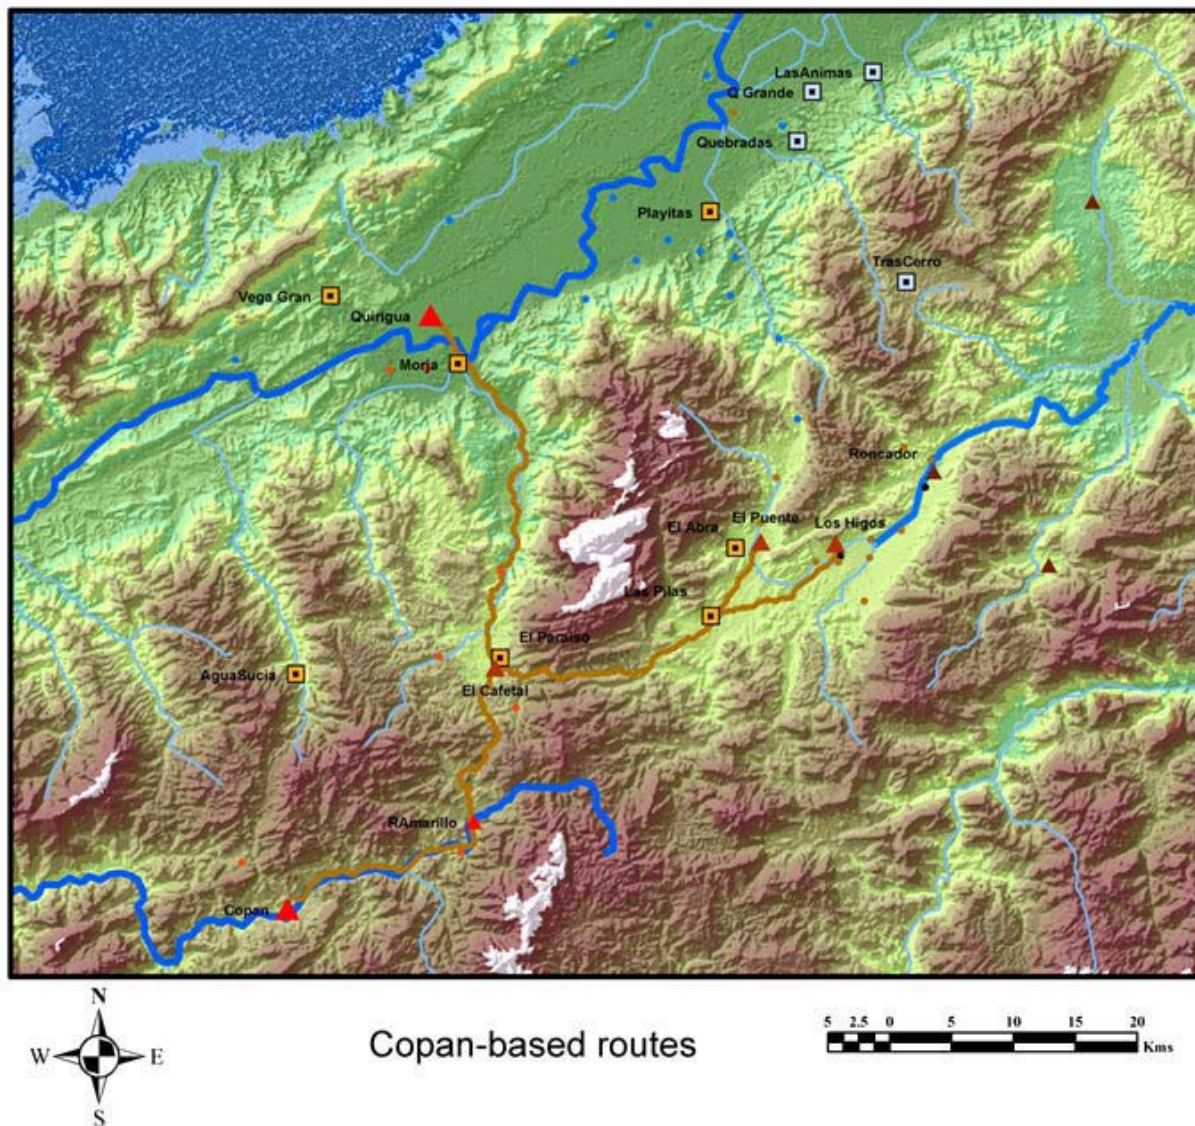 LasAnimas
Q Grande
Quebradas
Playitas
TrasCerro
Vega Gran
Quirigua
Morja
Roncador
El Abra
El Puente
Los Higos
Las Pilas
El Paraiso
AguaSucia
El Cafetal
RAmarillo
Copan
N
W E
S
Copan-based routes
5 2.5 0 5 10 15 20
Kms